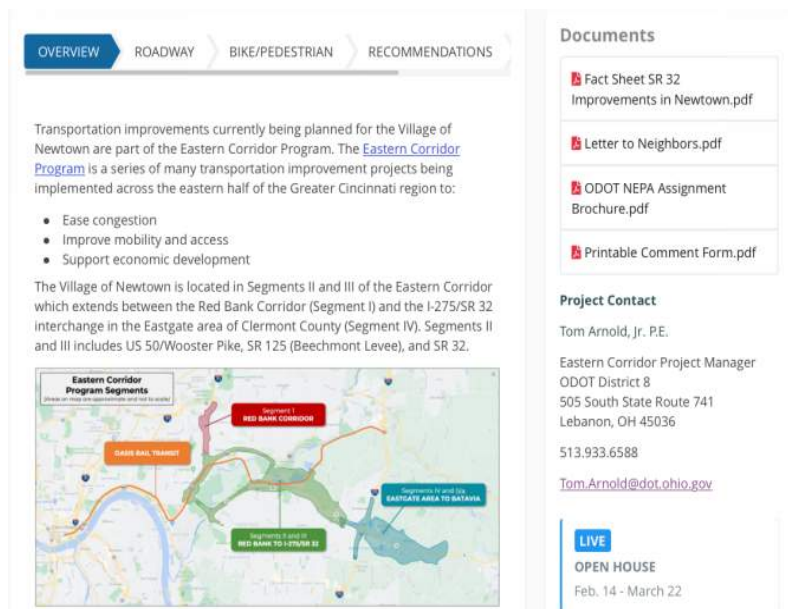 OVERVIEW
ROADWAY
BIKE/PEDESTRIAN
RECOMMENDATIONS
Transportation improvements currently being planned for the Village of
Newtown are part of the Eastern Corridor Program. The Eastern Corridor
Program is a series of many transportation improvement projects being
implemented across the eastern half of the Greater Cincinnati region to:
● Ease congestion
● Improve mobility and access
● Support economic development
The Village of Newtown is located in Segments II and III of the Eastern Corridor
which extends between the Red Bank Corridor (Segment I) and the I-275/SR 32
interchange in the Eastgate area of Clermont County (Segment IV). Segments II
and III includes US 50/Wooster Pike, SR 125 (Beechmont Levee), and SR 32.
Eastern Corridor
Program Segments
(Areas on map are approximate and not to scale)
Segment I
RED BANK CORRIDOR
OASIS RAIL TRANSIT
Segments IV and IVa
EASTGATE AREA TO BATAVIA
Segments II and III
RED BANK TO I-275/SR 32
Documents
Fact Sheet SR 32
Improvements in Newtown.pdf
Letter to Neighbors.pdf
ODOT NEPA Assignment
Brochure.pdf
Printable Comment Form.pdf
Project Contact
Tom Arnold, Jr. P.E.
Eastern Corridor Project Manager
ODOT District 8
505 South State Route 741
Lebanon, OH 45036
513.933.6588
Tom.Arnold@dot.ohio.gov
LIVE
OPEN HOUSE
Feb. 14 - March 22